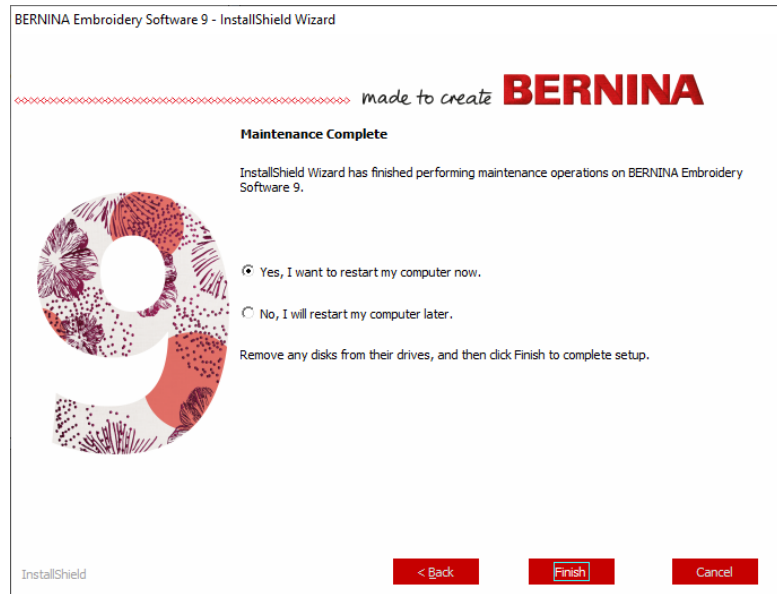 BERNINA Embroidery Software 9 - InstallShield Wizard
made to create BERNINA
Maintenance Complete
InstallShield Wizard has finished performing maintenance operations on BERNINA Embroidery
Software 9.
9
Yes, I want to restart my computer now.
No, I will restart my computer later.
Remove any disks from their drives, and then click Finish to complete setup.
InstallShield
< Back
Finish
Cancel